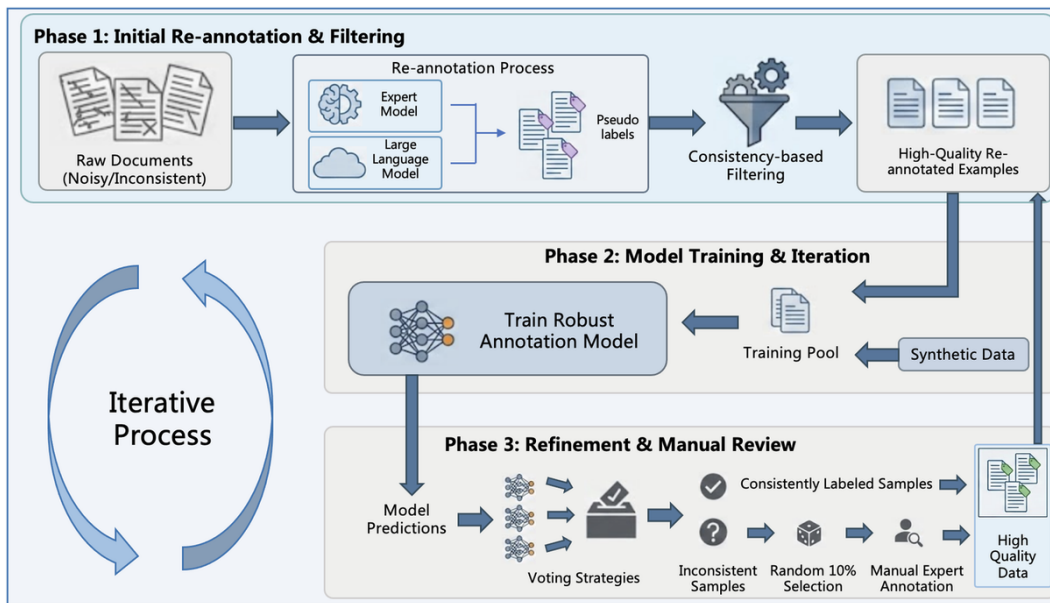 Phase 1: Initial Re-annotation & Filtering
Raw Documents
(Noisy/Inconsistent)
Re-annotation Process
Expert
Model
Large
Language
Model
Pseudo
labels
Consistency-based
Filtering
High-Quality Re-
annotated Examples
Phase 2: Model Training & Iteration
Train Robust
Annotation Model
Training Pool
Synthetic Data
Iterative
Process
Phase 3: Refinement & Manual Review
Model
Predictions
Voting Strategies
Consistently Labeled Samples
?
Inconsistent
Samples
Random 10%
Selection
Manual Expert
Annotation
High
Quality
Data